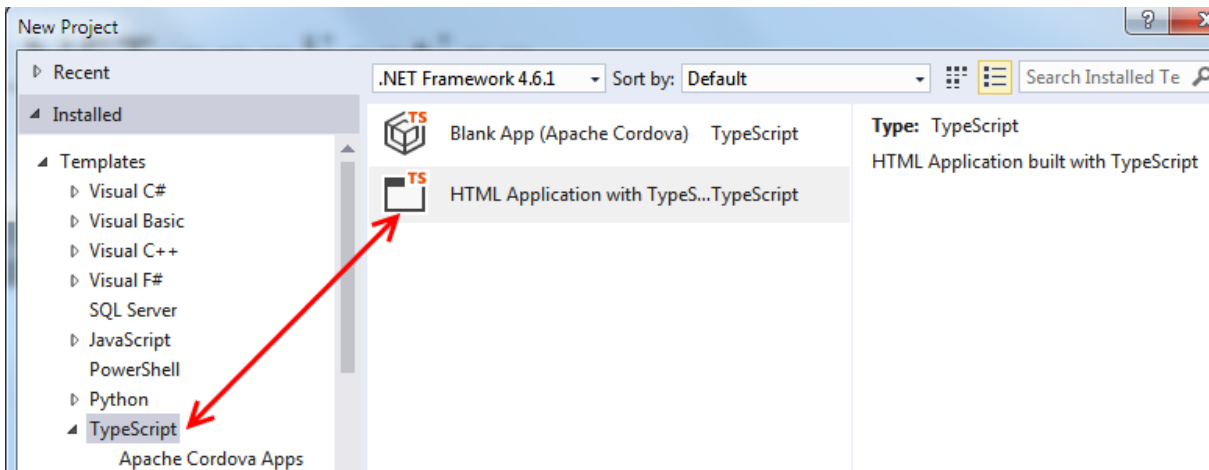 New Project
?
Recent
.NET Framework 4.6.1 Sort by: Default Search Installed Te
Installed
Templates
Visual C#
Visual Basic
Visual C++
Visual F#
SQL Server
JavaScript
PowerShell
Python
TypeScript
Apache Cordova Apps
TS
Blank App (Apache Cordova) TypeScript
TS
HTML Application with TypeS...TypeScript
Type: TypeScript
HTML Application built with TypeScript